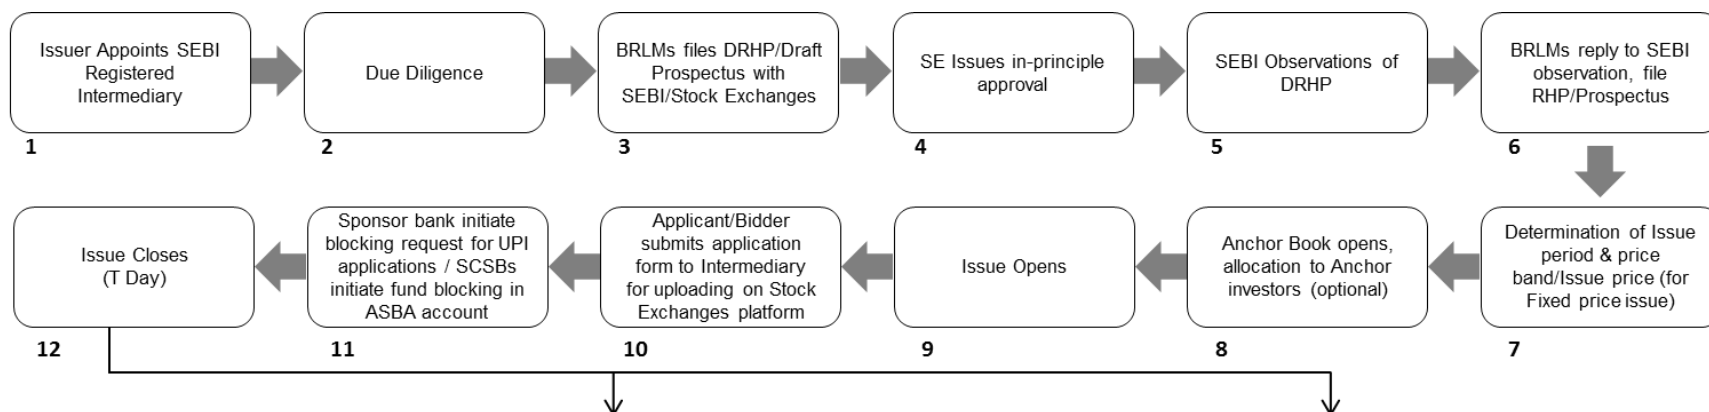 Issuer Appoints SEBI
Registered
Intermediary
1
Due Diligence
2
BRLMs files DRHP/Draft
Prospectus with
SEBI/Stock Exchanges
3
SE Issues in-principle
approval
4
SEBI Observations of
DRHP
5
BRLMs reply to SEBI
observation, file
RHP/Prospectus
6
Determination of Issue
period & price
band/Issue price (for
Fixed price issue)
7
Anchor Book opens,
allocation to Anchor
investors (optional)
8
Issue Opens
9
Applicant/Bidder
submits application
form to Intermediary
for uploading on Stock
Exchanges platform
10
Sponsor bank initiate
blocking request for UPI
applications / SCSBs
initiate fund blocking in
ASBA account
11
Issue Closes
(T Day)
12